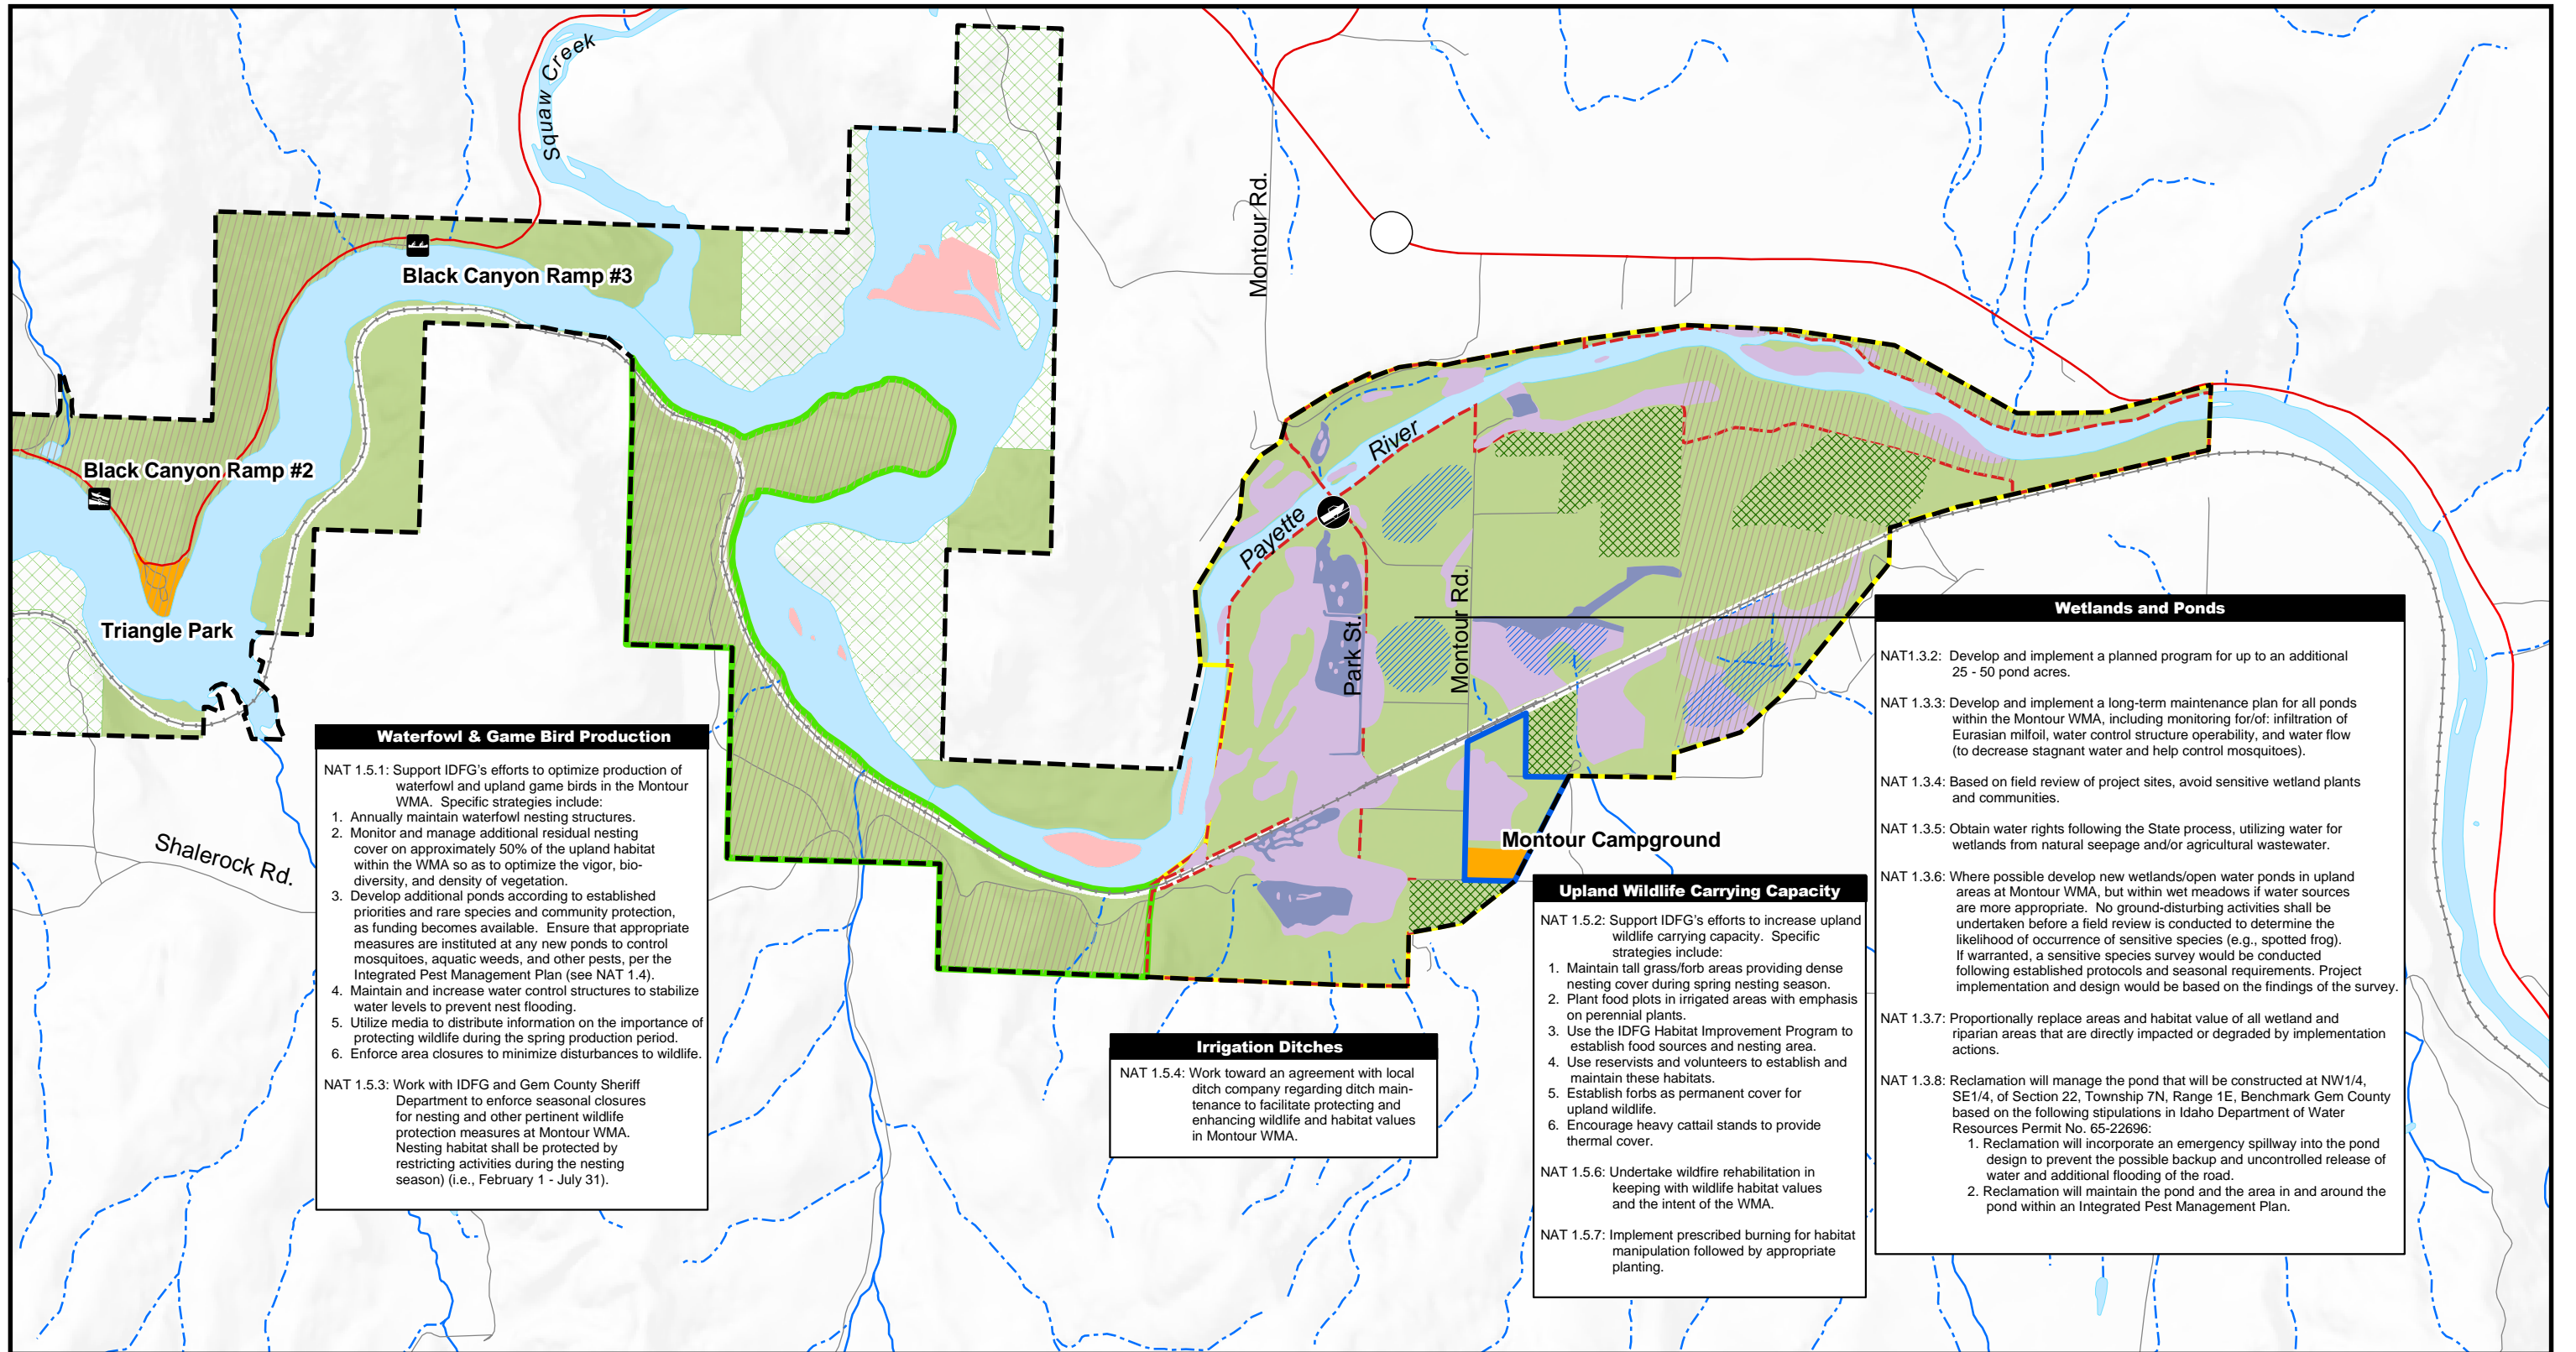 Squaw Creek
Montour Rd.
Black Canyon Ramp #3
Black Canyon Ramp #2
Triangle Park
Payette
River
Park St.
Montour Rd.
Shalerock Rd.
Montour Campground
Waterfowl & Game Bird Production
NAT 1.5.1: Support IDFG's efforts to optimize production of
waterfowl and upland game birds in the Montour
WMA. Specific strategies include:
1. Annually maintain waterfowl nesting structures.
2. Monitor and manage additional residual nesting
cover on approximately 50% of the upland habitat
within the WMA so as to optimize the vigor, bio-
diversity, and density of vegetation.
3. Develop additional ponds according to established
priorities and rare species and community protection,
as funding becomes available. Ensure that appropriate
measures are instituted at any new ponds to control
mosquitoes, aquatic weeds, and other pests, per the
Integrated Pest Management Plan (see NAT 1.4).
4. Maintain and increase water control structures to stabilize
water levels to prevent nest flooding.
5. Utilize media to distribute information on the importance of
protecting wildlife during the spring production period.
6. Enforce area closures to minimize disturbances to wildlife.
NAT 1.5.3: Work with IDFG and Gem County Sheriff
Department to enforce seasonal closures
for nesting and other pertinent wildlife
protection measures at Montour WMA.
Nesting habitat shall be protected by
restricting activities during the nesting
season) (i.e., February 1 - July 31).
Irrigation Ditches
NAT 1.5.4: Work toward an agreement with local
ditch company regarding ditch main-
tenance to facilitate protecting and
enhancing wildlife and habitat values
in Montour WMA.
Upland Wildlife Carrying Capacity
NAT 1.5.2: Support IDFG's efforts to increase upland
wildlife carrying capacity. Specific
strategies include:
1. Maintain tall grass/forb areas providing dense
nesting cover during spring nesting season.
2. Plant food plots in irrigated areas with emphasis
on perennial plants.
3. Use the IDFG Habitat Improvement Program to
establish food sources and nesting area.
4. Use reservists and volunteers to establish and
maintain these habitats.
5. Establish forbs as permanent cover for
upland wildlife.
6. Encourage heavy cattail stands to provide
thermal cover.
NAT 1.5.6: Undertake wildfire rehabilitation in
keeping with wildlife habitat values
and the intent of the WMA.
NAT 1.5.7: Implement prescribed burning for habitat
manipulation followed by appropriate
planting.
Wetlands and Ponds
NAT1.3.2: Develop and implement a planned program for up to an additional
25 - 50 pond acres.
NAT 1.3.3: Develop and implement a long-term maintenance plan for all ponds
within the Montour WMA, including monitoring for/of: infiltration of
Eurasian milfoil, water control structure operability, and water flow
(to decrease stagnant water and help control mosquitoes).
NAT 1.3.4: Based on field review of project sites, avoid sensitive wetland plants
and communities.
NAT 1.3.5: Obtain water rights following the State process, utilizing water for
wetlands from natural seepage and/or agricultural wastewater.
NAT 1.3.6: Where possible develop new wetlands/open water ponds in upland
areas at Montour WMA, but within wet meadows if water sources
are more appropriate. No ground-disturbing activities shall be
undertaken before a field review is conducted to determine the
likelihood of occurrence of sensitive species (e.g., spotted frog).
If warranted, a sensitive species survey would be conducted
following established protocols and seasonal requirements. Project
implementation and design would be based on the findings of the survey.
NAT 1.3.7: Proportionally replace areas and habitat value of all wetland and
riparian areas that are directly impacted or degraded by implementation
actions.
NAT 1.3.8: Reclamation will manage the pond that will be constructed at NW1/4,
SE1/4, of Section 22, Township 7N, Range 1E, Benchmark Gem County
based on the following stipulations in Idaho Department of Water
Resources Permit No. 65-22696:
1. Reclamation will incorporate an emergency spillway into the pond
design to prevent the possible backup and uncontrolled release of
water and additional flooding of the road.
2. Reclamation will maintain the pond and the area in and around the
pond within an Integrated Pest Management Plan.